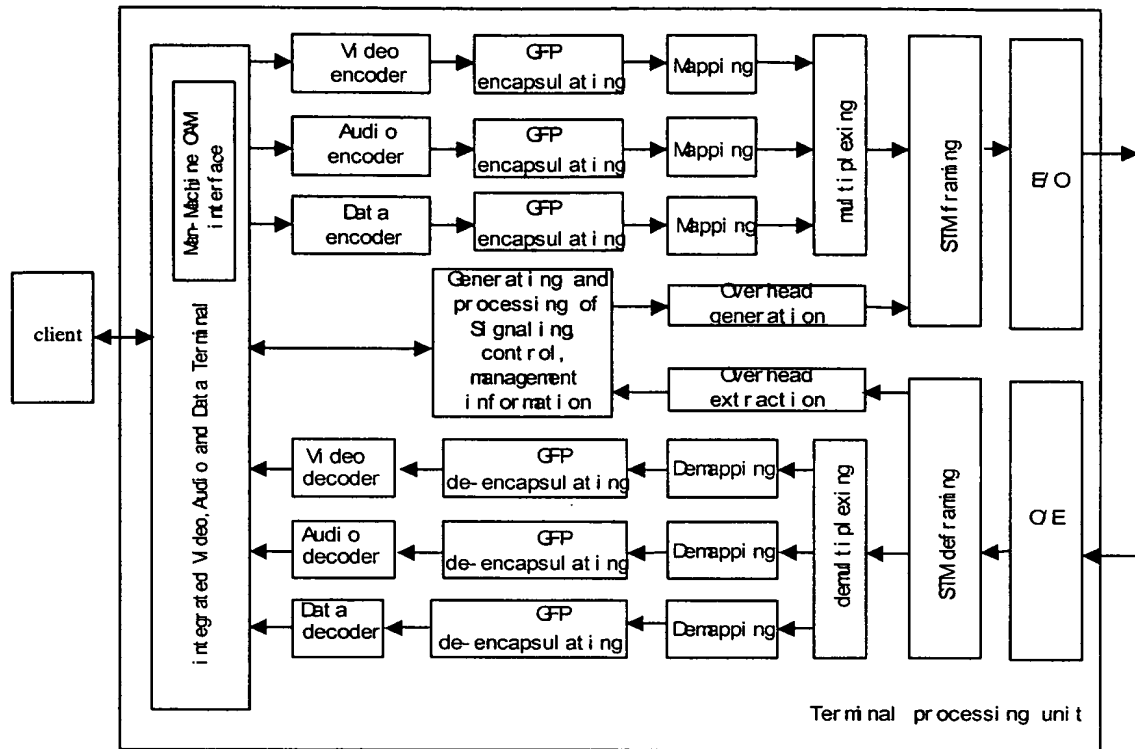 Video
encoder
GFP
encapsulating
Mapping
Audio
encoder
GFP
encapsulating
Mapping
Data
encoder
GFP
encapsulating
Mapping
multiplexing
STM framing
E/O
Man-Machine OAM
interface
integrated Video, Audio and Data Terminal
client
Generating and
processing of
Signaling
control,
management
information
Overhead
generation
Overhead
extraction
Video
decoder
GFP
de-encapsulating
Demapping
Audio
decoder
GFP
de-encapsulating
Demapping
Data
decoder
GFP
de-encapsulating
Demapping
demultiplexing
STM deframing
O/E
Terminal processing unit